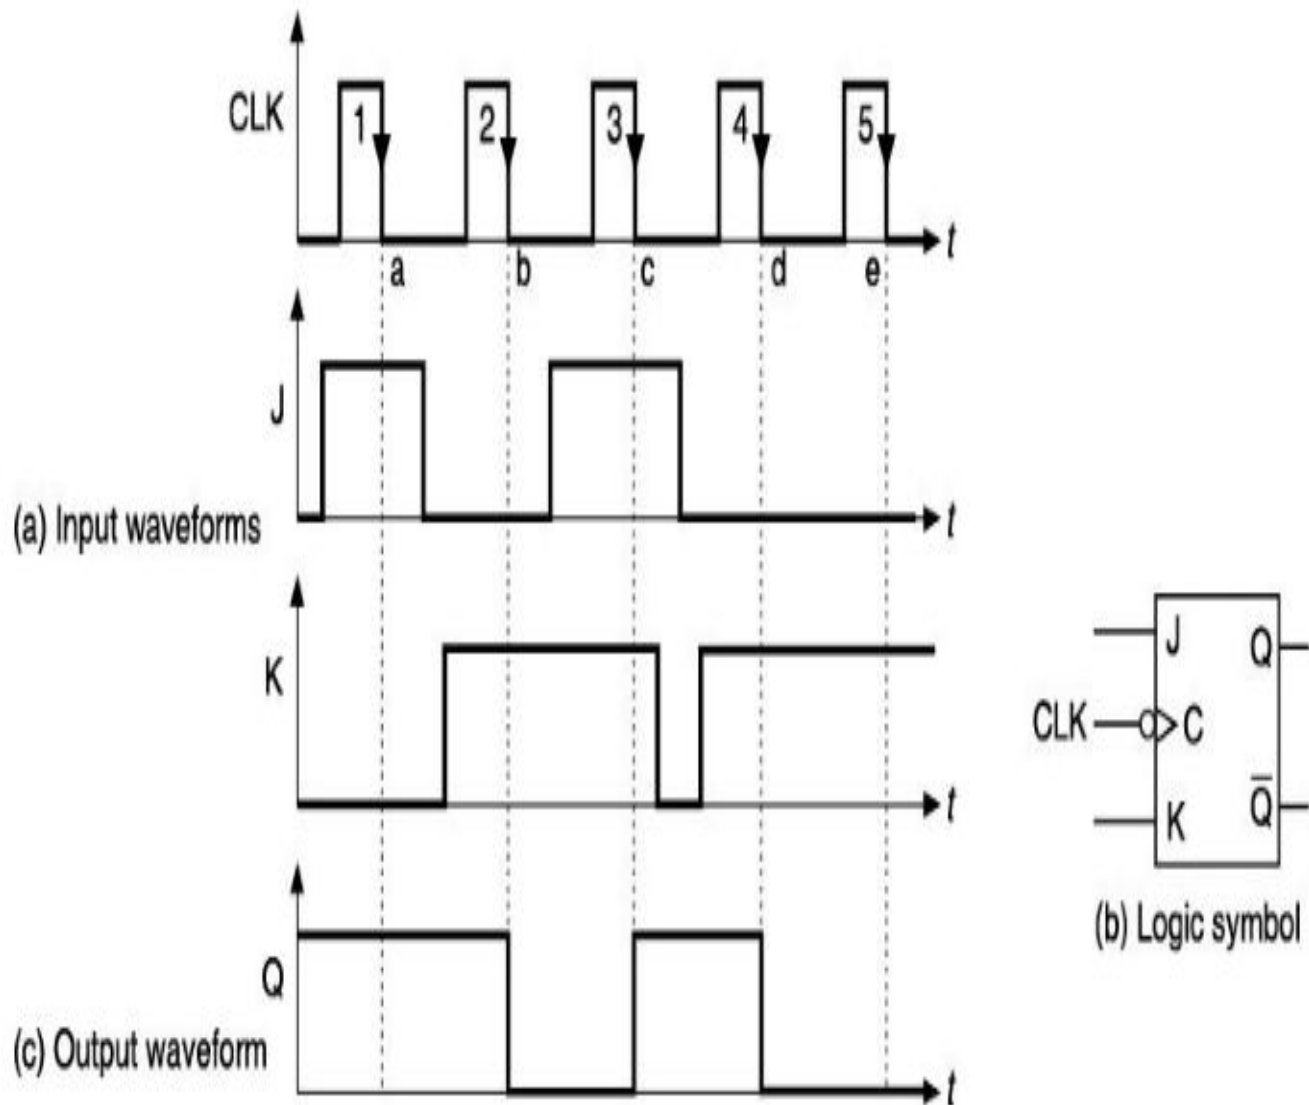 CLK
1 2 3 4 5
t
a b c d e
J
t
(a) Input waveforms
K
t
Q
t
(c) Output waveform
J Q
CLK C
K Q̅
(b) Logic symbol